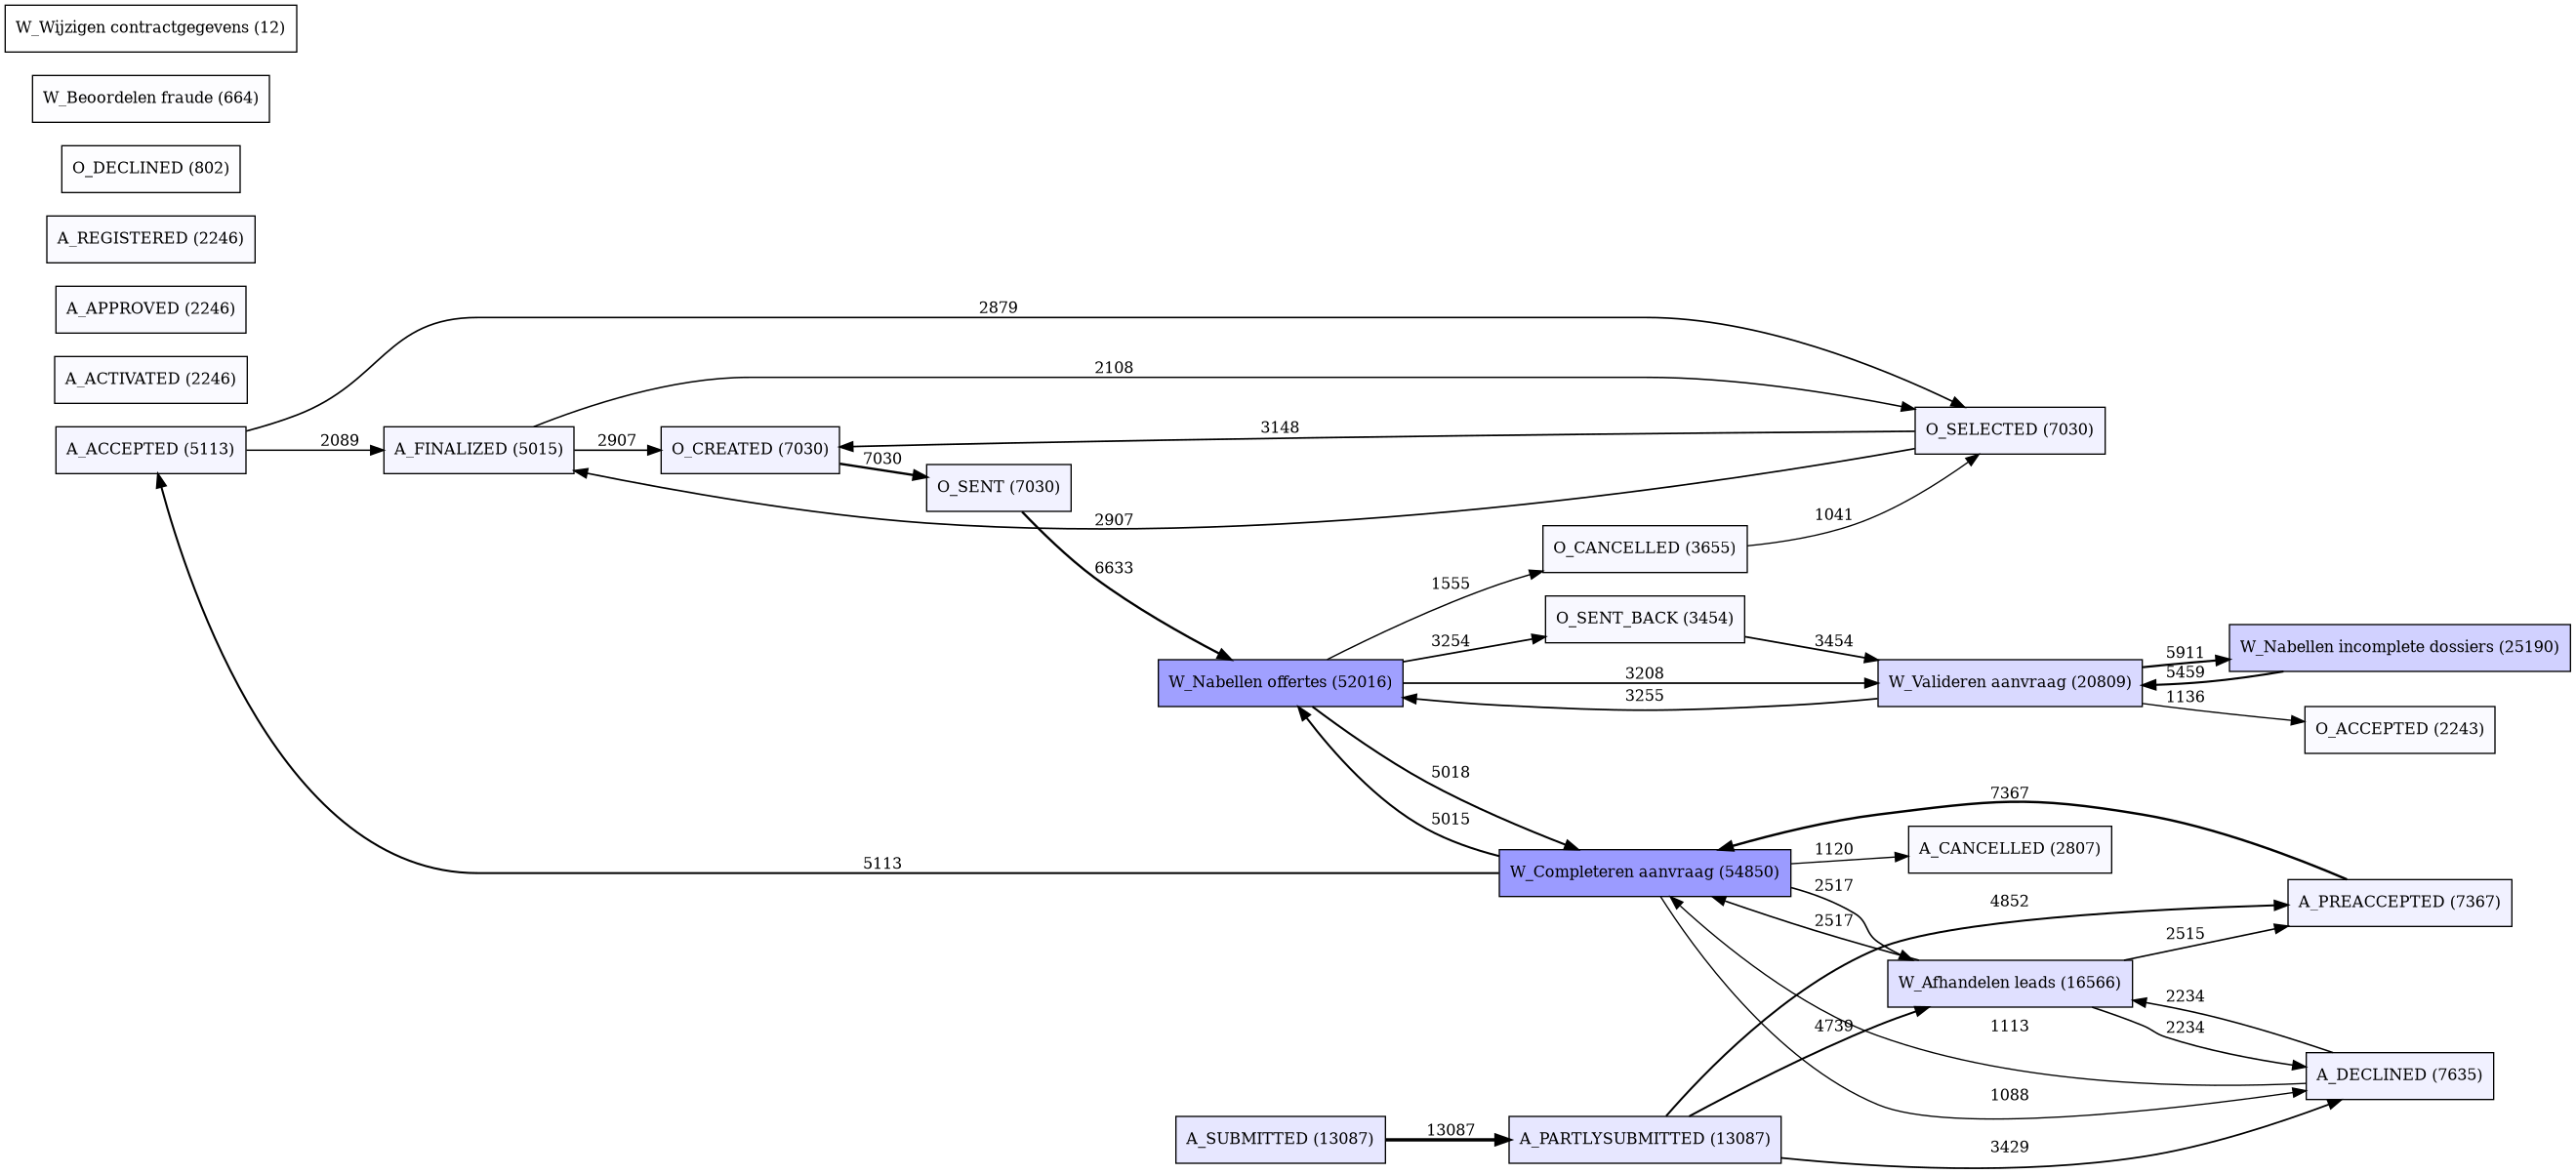 W_Wijzigen contractgegevens (12)
W_Beoordelen fraude (664)
O_DECLINED (802)
A_REGISTERED (2246)
A_APPROVED (2246)
2879
A_ACTIVATED (2246)
2108
A_ACCEPTED (5113)
2089
A_FINALIZED (5015)
2907
O_CREATED (7030)
7030
O_SENT (7030)
3148
O_SELECTED (7030)
2907
1041
6633
O_CANCELLED (3655)
1555
O_SENT_BACK (3454)
3254
3454
W_Nabellen offertes (52016)
3208
3255
W_Valideren aanvraag (20809)
5911
5459
1136
W_Nabellen incomplete dossiers (25190)
O_ACCEPTED (2243)
5018
5015
7367
5113
W_Completeren aanvraag (54850)
1120
A_CANCELLED (2807)
2517
2517
4852
A_PREACCEPTED (7367)
2515
W_Afhandelen leads (16566)
4739
1113
2234
2234
A_DECLINED (7635)
1088
A_SUBMITTED (13087)
13087
A_PARTLYSUBMITTED (13087)
3429